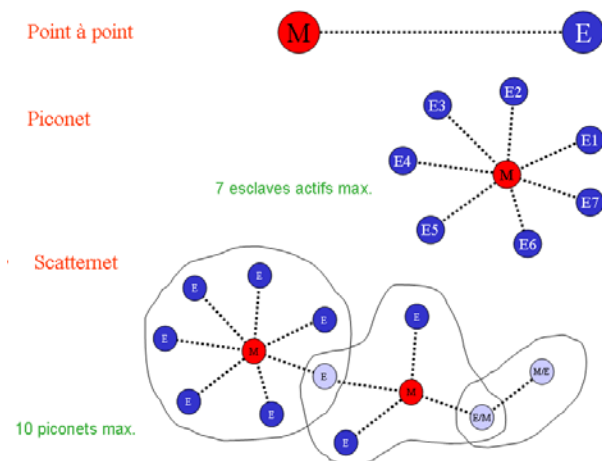 Point à point
M
E
Piconet
E3
E2
E1
E4
M
E7
E5
E6
7 esclaves actifs max.
Scatternet
E
E
E
E
M
E
E
E
E
E
M
E
M/E
E/M
10 piconets max.